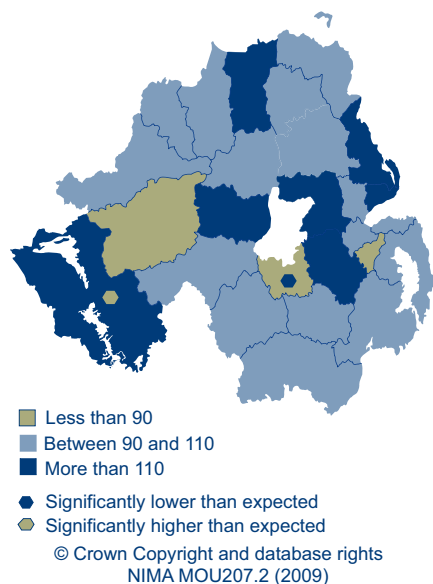 Less than 90
Between 90 and 110
More than 110
Significantly lower than expected
Significantly higher than expected
© Crown Copyright and database rights
NIMA MOU207.2 (2009)